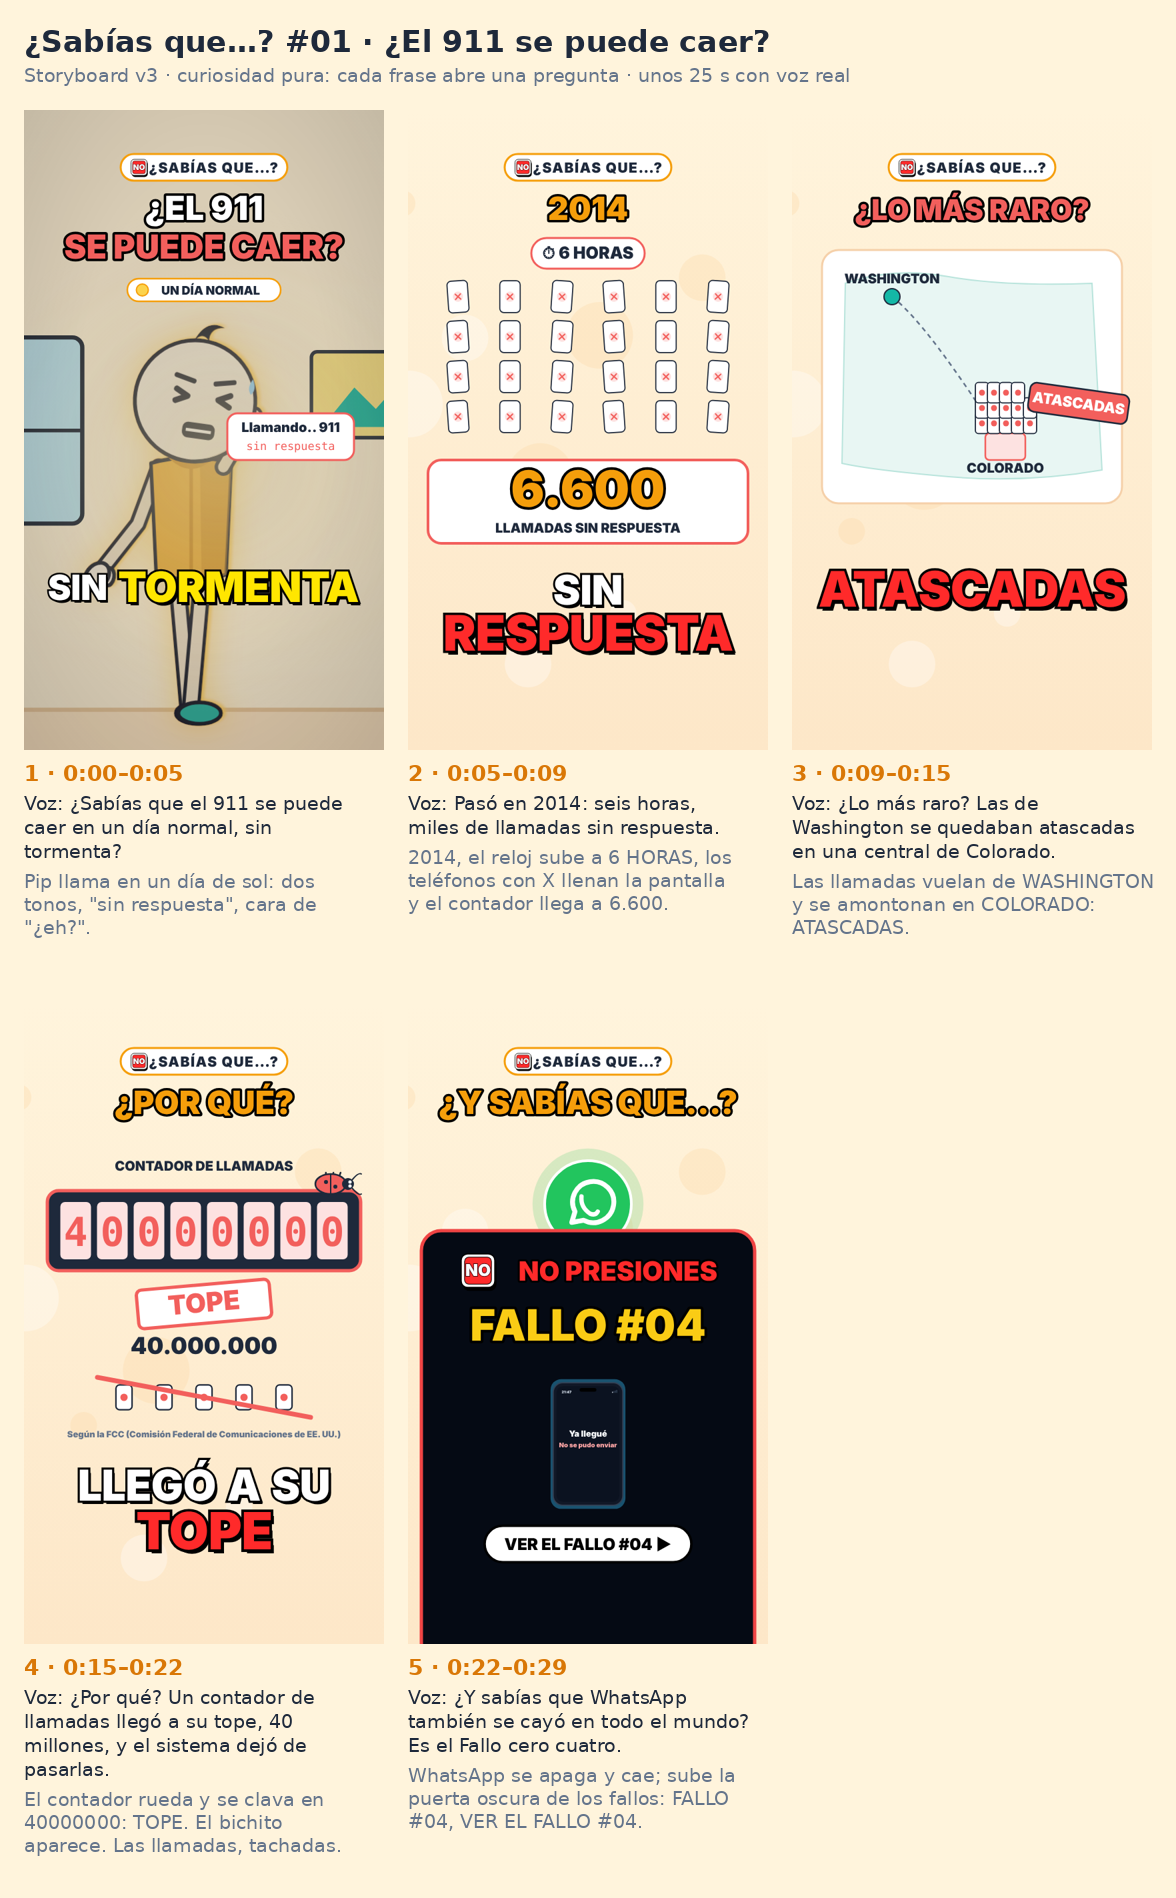 ¿Sabías que…? #01 · ¿El 911 se puede caer?
Storyboard v3 · curiosidad pura: cada frase abre una pregunta · unos 25 s con voz real
NO ¿SABÍAS QUE...?
¿EL 911
SE PUEDE CAER?
UN DÍA NORMAL
Llamando.. 911
sin respuesta
SIN TORMENTA
1 · 0:00–0:05
Voz: ¿Sabías que el 911 se puede
caer en un día normal, sin
tormenta?
Pip llama en un día de sol: dos
tonos, "sin respuesta", cara de
"¿eh?".
NO ¿SABÍAS QUE...?
2014
⏱ 6 HORAS
6.600
LLAMADAS SIN RESPUESTA
SIN
RESPUESTA
2 · 0:05–0:09
Voz: Pasó en 2014: seis horas,
miles de llamadas sin respuesta.
2014, el reloj sube a 6 HORAS, los
teléfonos con X llenan la pantalla
y el contador llega a 6.600.
NO ¿SABÍAS QUE...?
¿LO MÁS RARO?
WASHINGTON
ATASCADAS
COLORADO
ATASCADAS
3 · 0:09–0:15
Voz: ¿Lo más raro? Las de
Washington se quedaban atascadas
en una central de Colorado.
Las llamadas vuelan de WASHINGTON
y se amontonan en COLORADO:
ATASCADAS.
NO ¿SABÍAS QUE...?
¿POR QUÉ?
CONTADOR DE LLAMADAS
40000000
TOPE
40.000.000
Según la FCC (Comisión Federal de Comunicaciones de EE. UU.)
LLEGÓ A SU
TOPE
4 · 0:15–0:22
Voz: ¿Por qué? Un contador de
llamadas llegó a su tope, 40
millones, y el sistema dejó de
pasarlas.
El contador rueda y se clava en
40000000: TOPE. El bichito
aparece. Las llamadas, tachadas.
NO ¿SABÍAS QUE...?
¿Y SABÍAS QUE...?
NO NO PRESIONES
FALLO #04
Ya llegué
No se pudo enviar
VER EL FALLO #04 ▶
5 · 0:22–0:29
Voz: ¿Y sabías que WhatsApp
también se cayó en todo el mundo?
Es el Fallo cero cuatro.
WhatsApp se apaga y cae; sube la
puerta oscura de los fallos: FALLO
#04, VER EL FALLO #04.